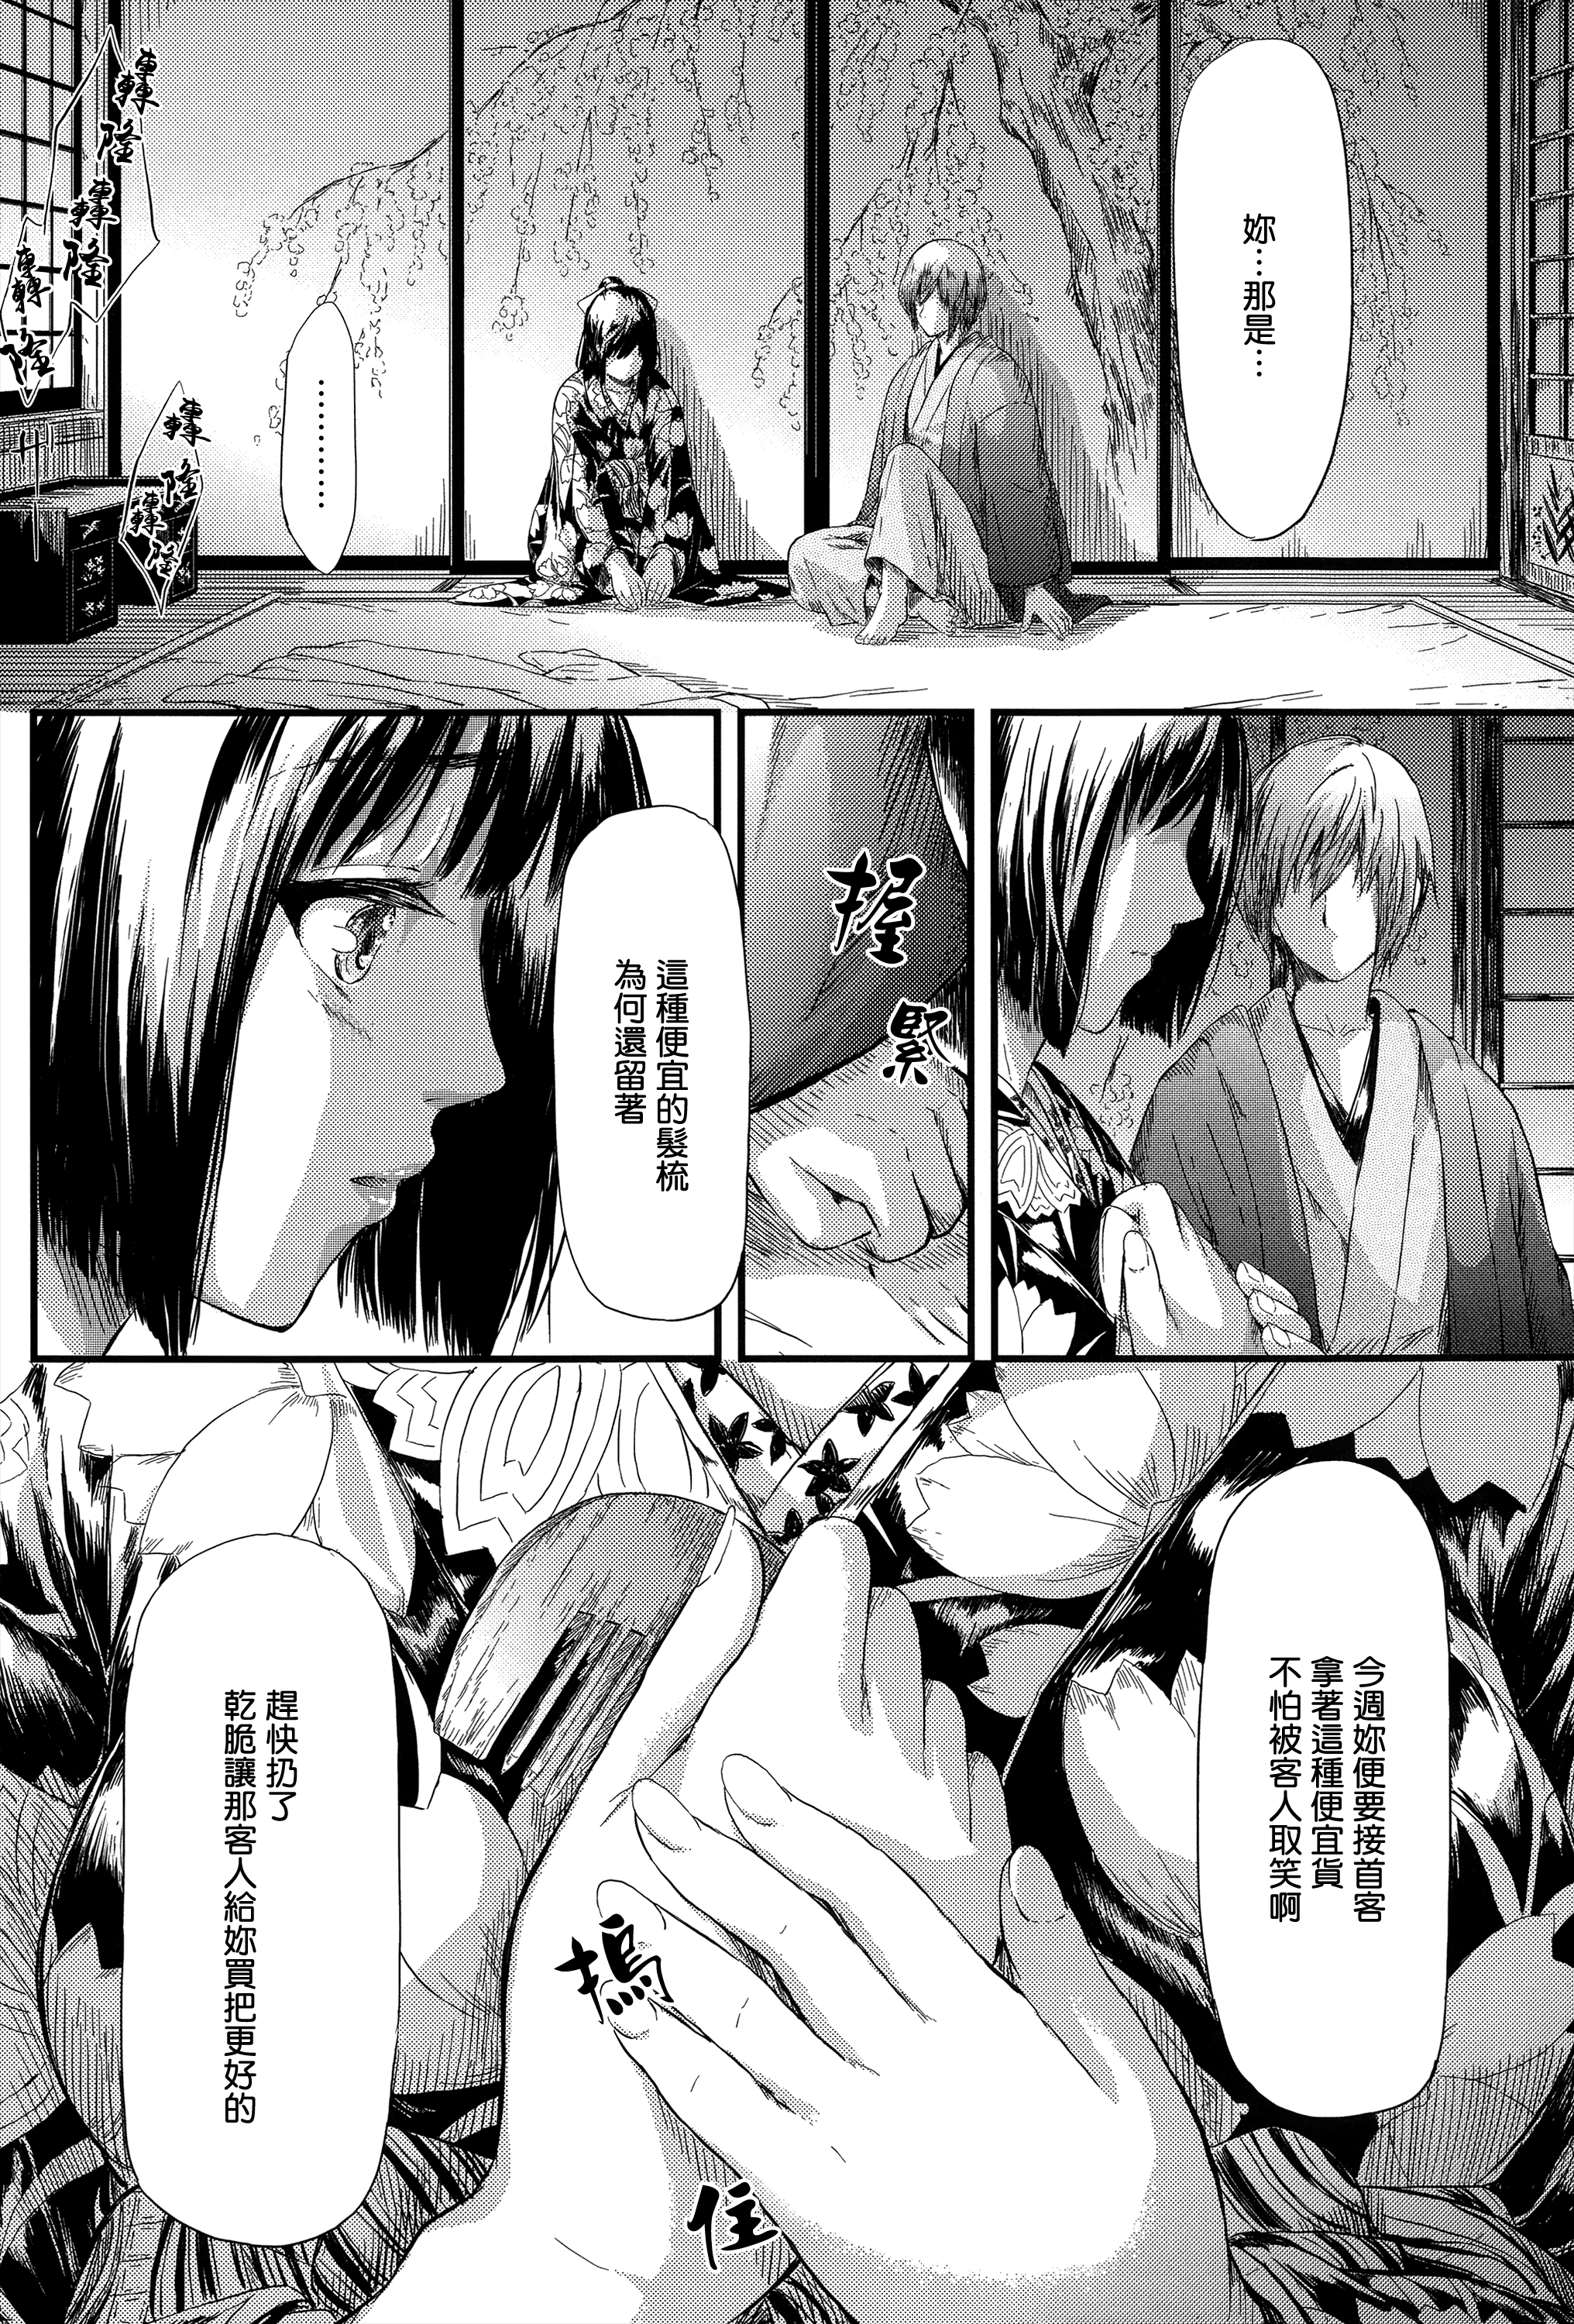 妳…那是…
…………
轟隆
轟隆
轟隆
轟隆
轟隆
握
緊
這種便宜的髮梳
為何還留著
今週妳便要接首客
拿著這種便宜貨
不怕被客人取笑啊
趕快扔了
乾脆讓那客人給妳買把更好的
摀
住